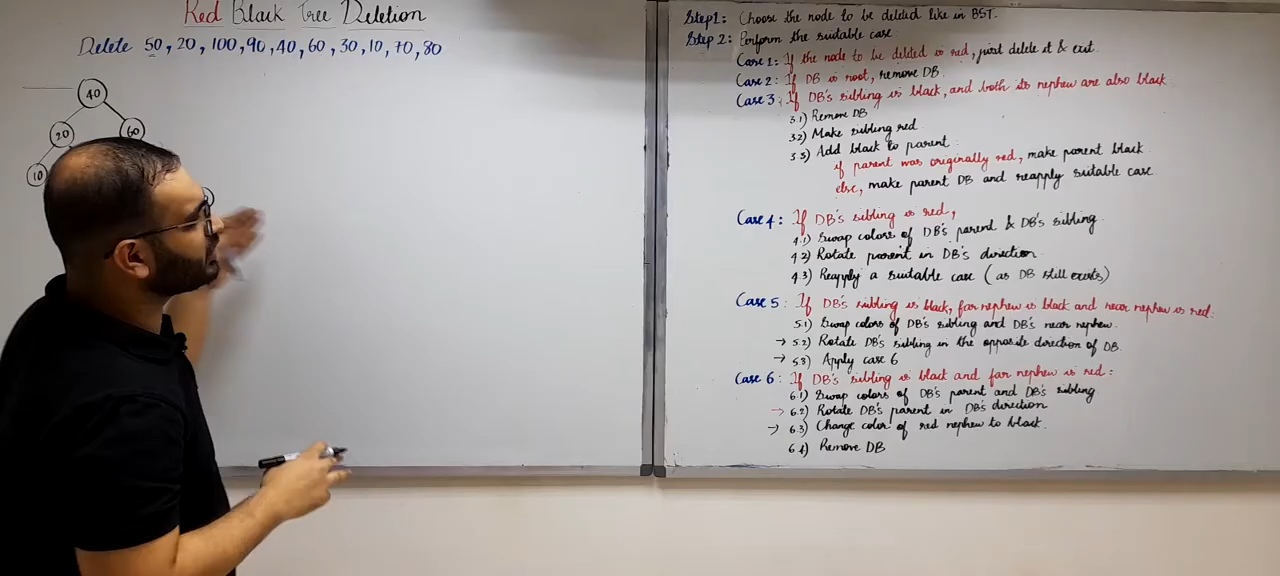 Red Black Tree Deletion
Delete 50, 20, 100, 90, 40, 60, 30, 10, 70, 80
40
20 60
10
Step 1: Choose the node to be deleted like in BST.
Step 2: Perform the suitable case.
Case 1: If the node to be deleted is red, just delete it & exit.
Case 2: If DB is root, remove DB.
Case 3: If DB's sibling is black, and both its nephew are also black
3.1) Remove DB
3.2) Make sibling red
3.3) Add black to parent:
if parent was originally red, make parent black.
else, make parent DB and reapply suitable case.
Case 4: If DB's sibling is red,
4.1) Swap colors of DB's parent & DB's sibling
4.2) Rotate parent in DB's direction
4.3) Reapply a suitable case (as DB still exists)
Case 5 If DB's sibling is black, far nephew is black and near nephew is red.
5.1) Swap colors of DB's sibling and DB's near nephew.
→ 5.2) Rotate DB's sibling in the opposite direction of DB.
→ 5.3) Apply case 6
Case 6: If DB's sibling is black and far nephew is red:
6.1) Swap colors of DB's parent and DB's sibling
→ 6.2) Rotate DB's parent in DB's direction
→ 6.3) Change color of red nephew to black.
6.4) Remove DB